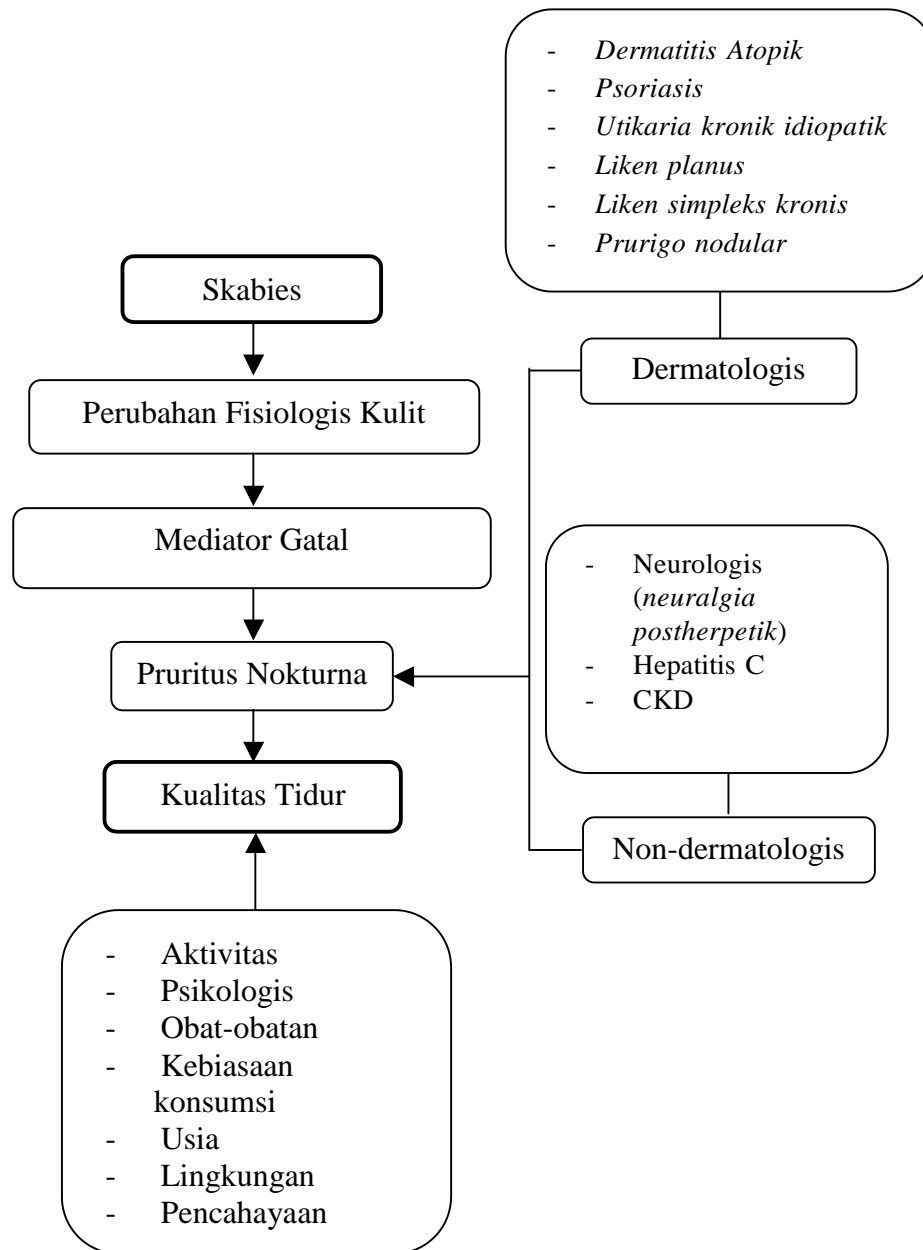 - Dermatitis Atopik
- Psoriasis
- Utikaria kronik idiopatik
- Liken planus
- Liken simpleks kronis
- Prurigo nodular
Skabies
Dermatologis
Perubahan Fisiologis Kulit
Mediator Gatal
- Neurologis
(neuralgia
postherpetik)
- Hepatitis C
- CKD
Pruritus Nokturna
Kualitas Tidur
Non-dermatologis
- Aktivitas
- Psikologis
- Obat-obatan
- Kebiasaan
konsumsi
- Usia
- Lingkungan
- Pencahayaan